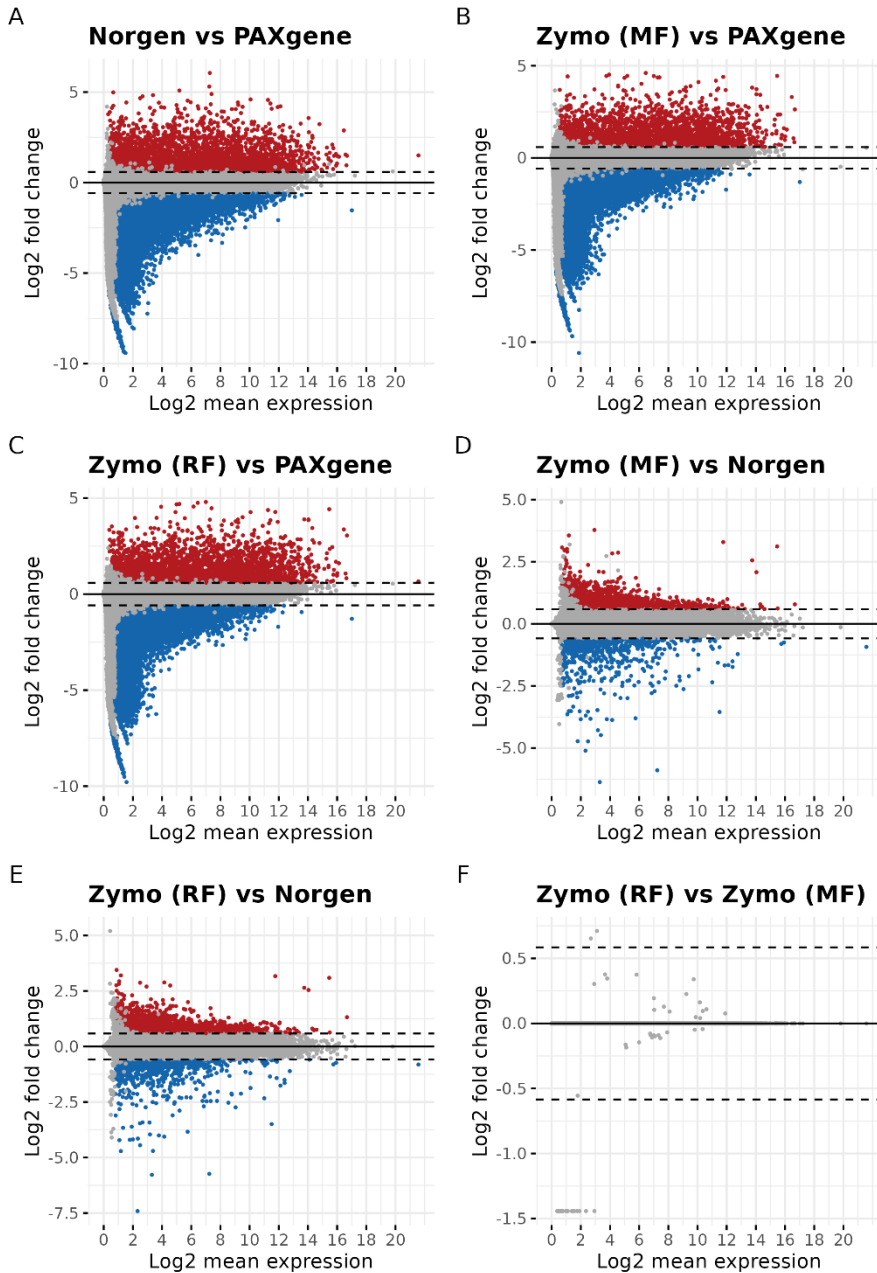 A
Norgen vs PAXgene
Log2 fold change
5
0
-5
-10
0 2 4 6 8 10 12 14 16 18 20
Log2 mean expression
B
Zymo (MF) vs PAXgene
Log2 fold change
5
0
-5
-10
0 2 4 6 8 10 12 14 16 18 20
Log2 mean expression
C
Zymo (RF) vs PAXgene
Log2 fold change
5
0
-5
-10
0 2 4 6 8 10 12 14 16 18 20
Log2 mean expression
D
Zymo (MF) vs Norgen
Log2 fold change
5.0
2.5
0.0
-2.5
-5.0
0 2 4 6 8 10 12 14 16 18 20
Log2 mean expression
E
Zymo (RF) vs Norgen
Log2 fold change
5.0
2.5
0.0
-2.5
-5.0
-7.5
0 2 4 6 8 10 12 14 16 18 20
Log2 mean expression
F
Zymo (RF) vs Zymo (MF)
Log2 fold change
0.5
0.0
-0.5
-1.0
-1.5
0 2 4 6 8 10 12 14 16 18 20
Log2 mean expression